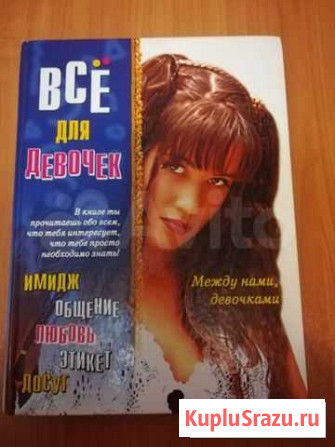 ВСЁ
ДЛЯ
ДЕВОЧЕК
В книге ты
прочитаешь обо всем,
что тебя интересует,
что тебе просто
необходимо знать!
ИМИДЖ
ОБЩЕНИЕ
ЛЮБОВЬ
ЭТИКЕТ
ДОСУГ
Между нами,
девочками
Avito
KupluSrazu.ru